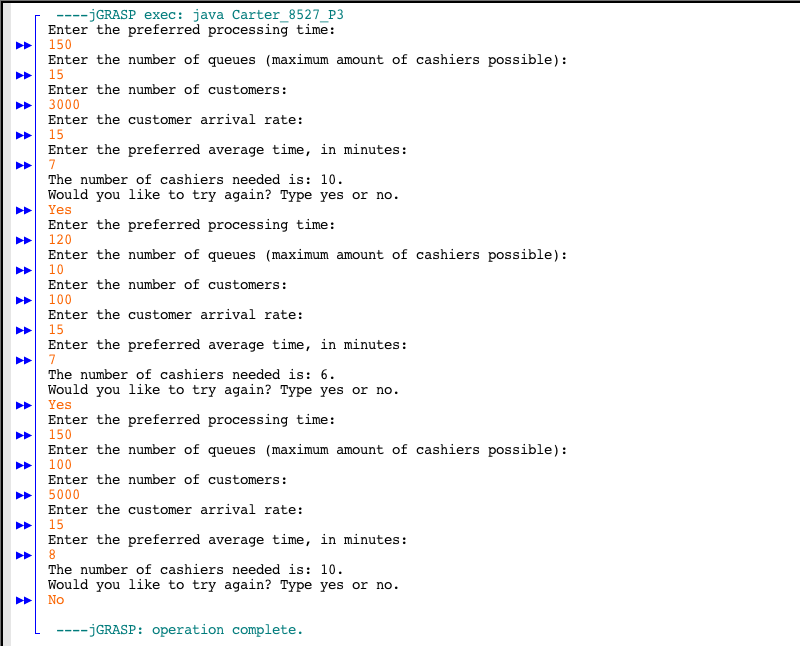 ----jGRASP exec: java Carter_8527_P3
Enter the preferred processing time:
150
Enter the number of queues (maximum amount of cashiers possible):
15
Enter the number of customers:
3000
Enter the customer arrival rate:
15
Enter the preferred average time, in minutes:
7
The number of cashiers needed is: 10.
Would you like to try again? Type yes or no.
Yes
Enter the preferred processing time:
120
Enter the number of queues (maximum amount of cashiers possible):
10
Enter the number of customers:
100
Enter the customer arrival rate:
15
Enter the preferred average time, in minutes:
7
The number of cashiers needed is: 6.
Would you like to try again? Type yes or no.
Yes
Enter the preferred processing time:
150
Enter the number of queues (maximum amount of cashiers possible):
100
Enter the number of customers:
5000
Enter the customer arrival rate:
15
Enter the preferred average time, in minutes:
8
The number of cashiers needed is: 10.
Would you like to try again? Type yes or no.
No
----jGRASP: operation complete.